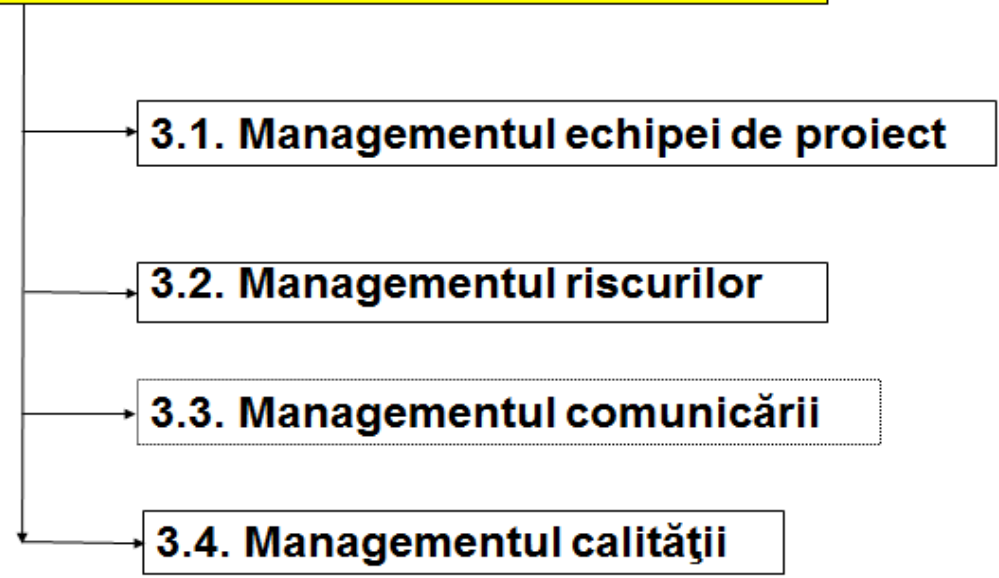 3.1. Managementul echipei de proiect
3.2. Managementul riscurilor
3.3. Managementul comunicării
3.4. Managementul calităţii